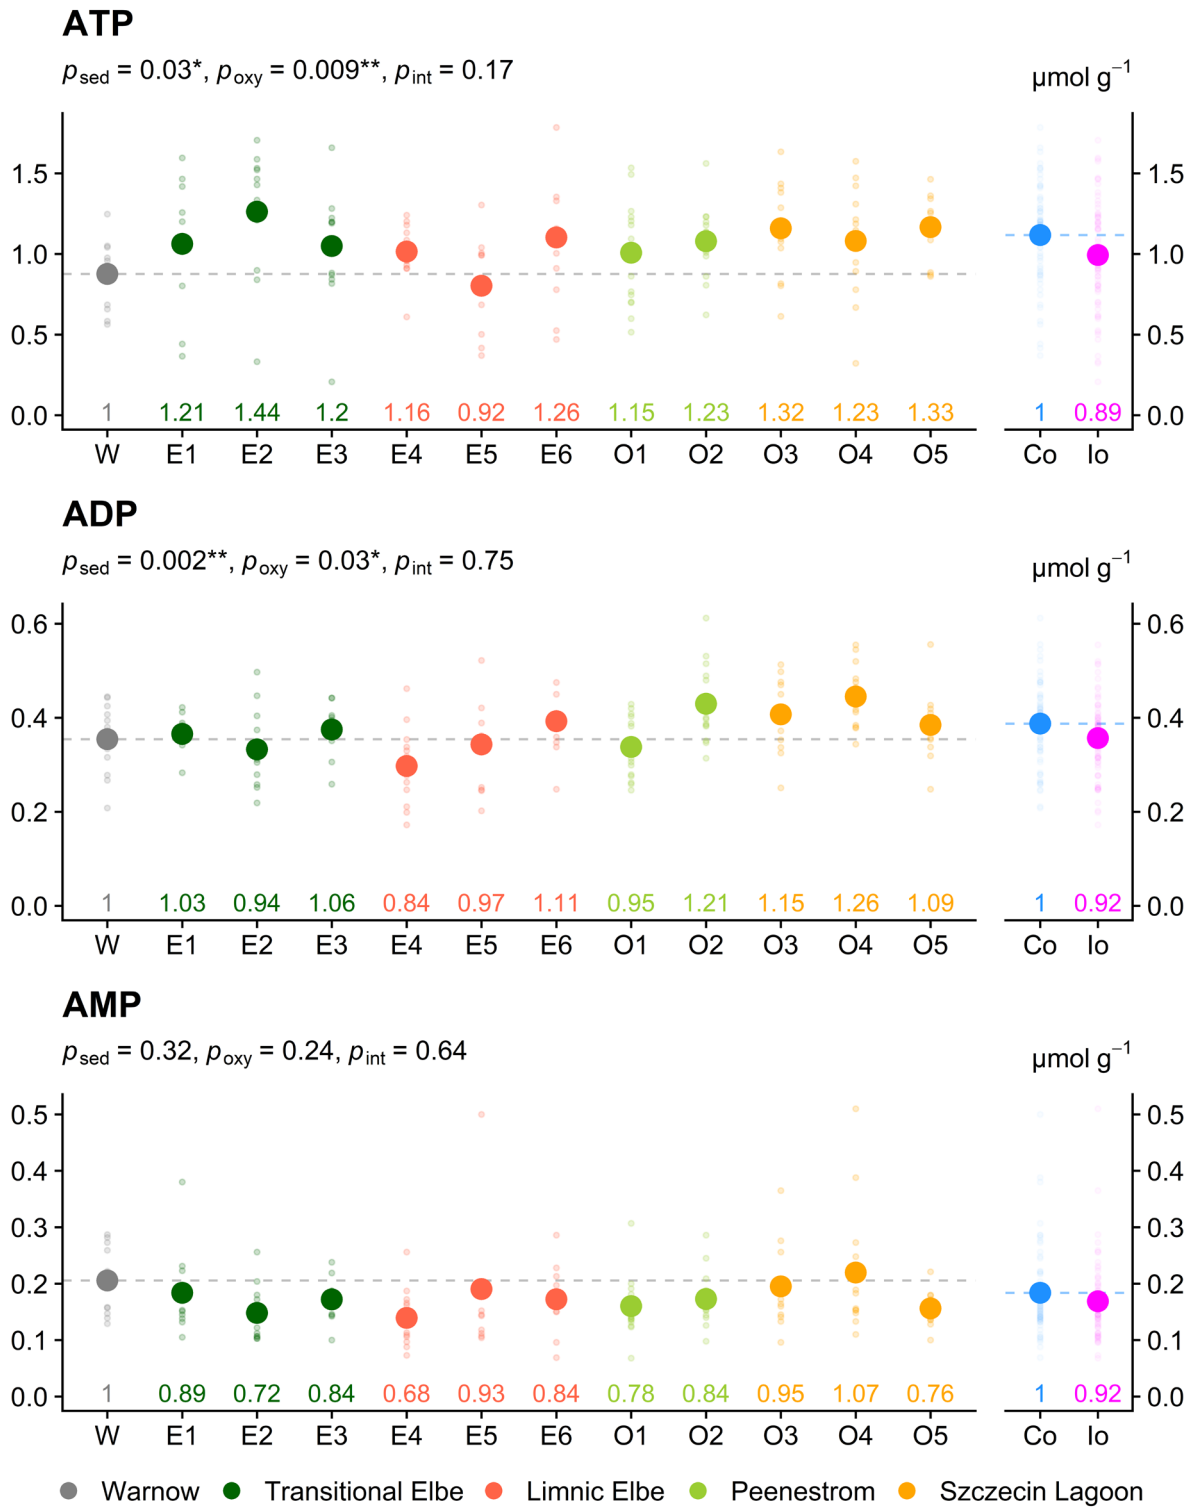 ATP
psed = 0.03*, poxy = 0.009**, pint = 0.17
µmol g−1
1.5 1.5
1.0 1.0
0.5 0.5
0.0 1 1.21 1.44 1.2 1.16 0.92 1.26 1.15 1.23 1.32 1.23 1.33 1 0.89 0.0
W E1 E2 E3 E4 E5 E6 O1 O2 O3 O4 O5 Co Io
ADP
psed = 0.002**, poxy = 0.03*, pint = 0.75
µmol g−1
0.6 0.6
0.4 0.4
0.2 0.2
0.0 1 1.03 0.94 1.06 0.84 0.97 1.11 0.95 1.21 1.15 1.26 1.09 1 0.92 0.0
W E1 E2 E3 E4 E5 E6 O1 O2 O3 O4 O5 Co Io
AMP
psed = 0.32, poxy = 0.24, pint = 0.64
µmol g−1
0.5 0.5
0.4 0.4
0.3 0.3
0.2 0.2
0.1 0.1
0.0 1 0.89 0.72 0.84 0.68 0.93 0.84 0.78 0.84 0.95 1.07 0.76 1 0.92 0.0
W E1 E2 E3 E4 E5 E6 O1 O2 O3 O4 O5 Co Io
Warnow Transitional Elbe Limnic Elbe Peenestrom Szczecin Lagoon